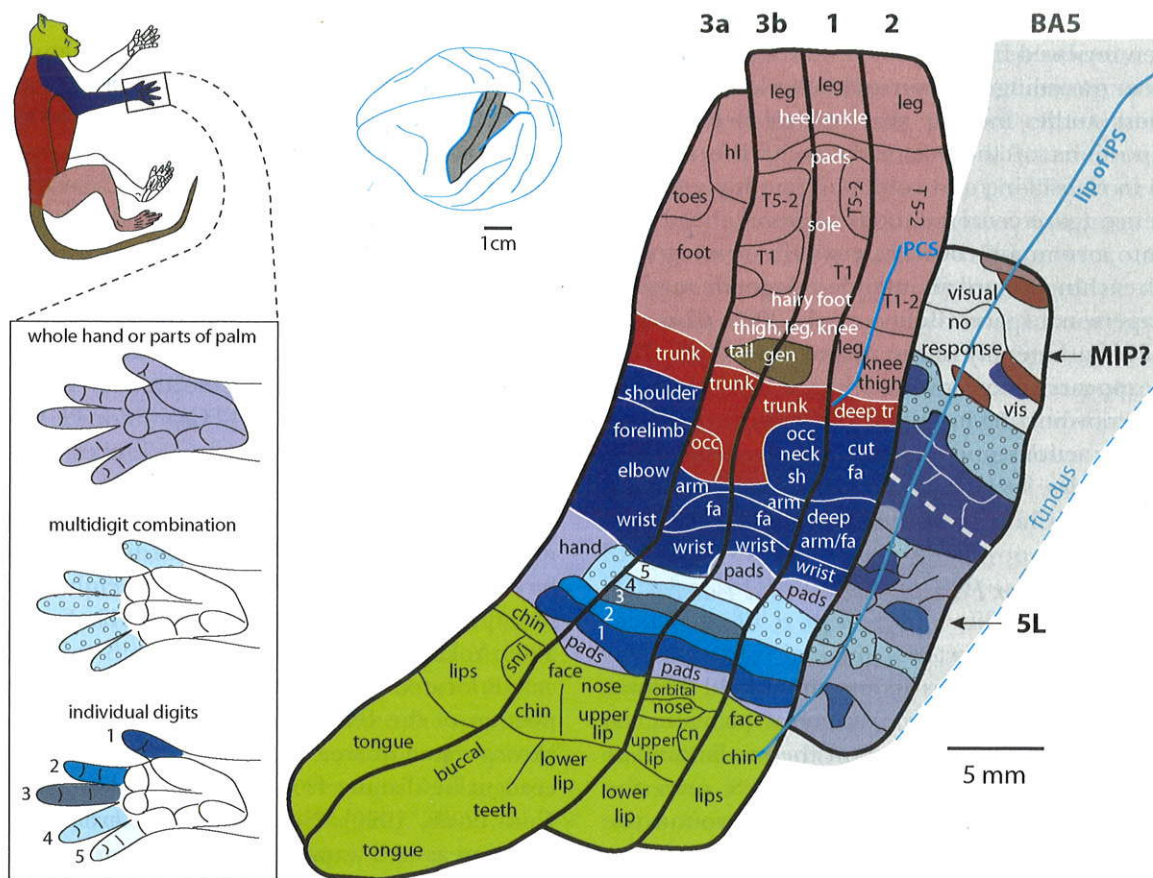 3a 3b 1 2 BA5
1cm
whole hand or parts of palm
multidigit combination
individual digits
1
2
3
4
5
leg
leg
leg
heel/ankle
hl
pads
toes
T5-2
T5-2
T5-2
sole
foot
PCS
T1
T1
T1-2
hairy foot
thigh, leg, knee
tail
gen
leg
knee
thigh
trunk
trunk
trunk
deep tr
shoulder
forelimb
occ
occ
neck
sh
cut
fa
elbow
arm
fa
fa
arm
deep
arm/fa
wrist
wrist
wrist
wrist
hand
pads
pads
5
4
3
2
1
chin
pads
pads
sn/j
lips
face
nose
orbital
nose
face
chin
upper
lip
upper
lip
cn
chin
tongue
buccal
lower
lip
lower
lip
lips
teeth
tongue
lip of IPS
visual
no
response
MIP?
vis
fundus
5L
5 mm